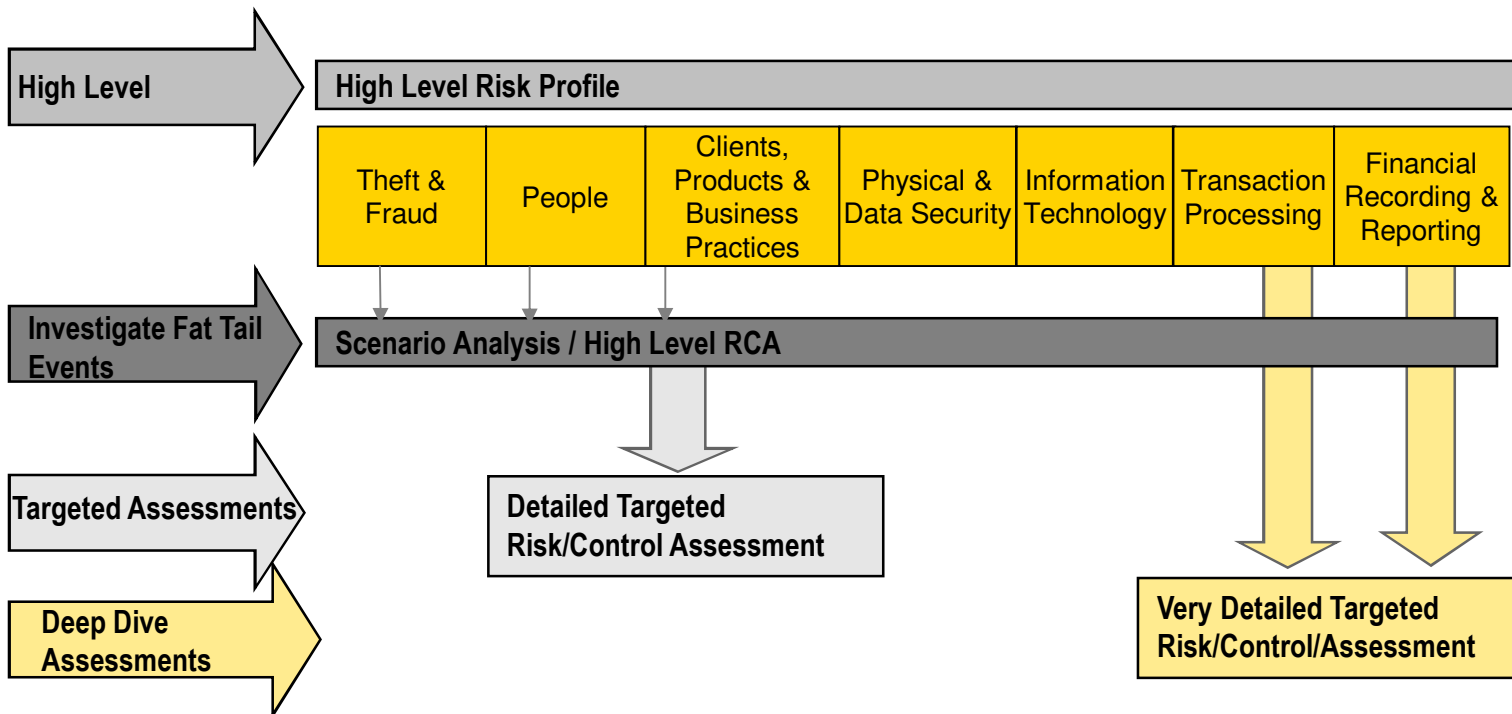 High Level
High Level Risk Profile
Theft &
Fraud
People
Clients,
Products &
Business
Practices
Physical &
Data Security
Information
Technology
Transaction
Processing
Financial
Recording &
Reporting
Investigate Fat Tail
Events
Scenario Analysis / High Level RCA
Targeted Assessments
Detailed Targeted
Risk/Control Assessment
Deep Dive
Assessments
Very Detailed Targeted
Risk/Control/Assessment